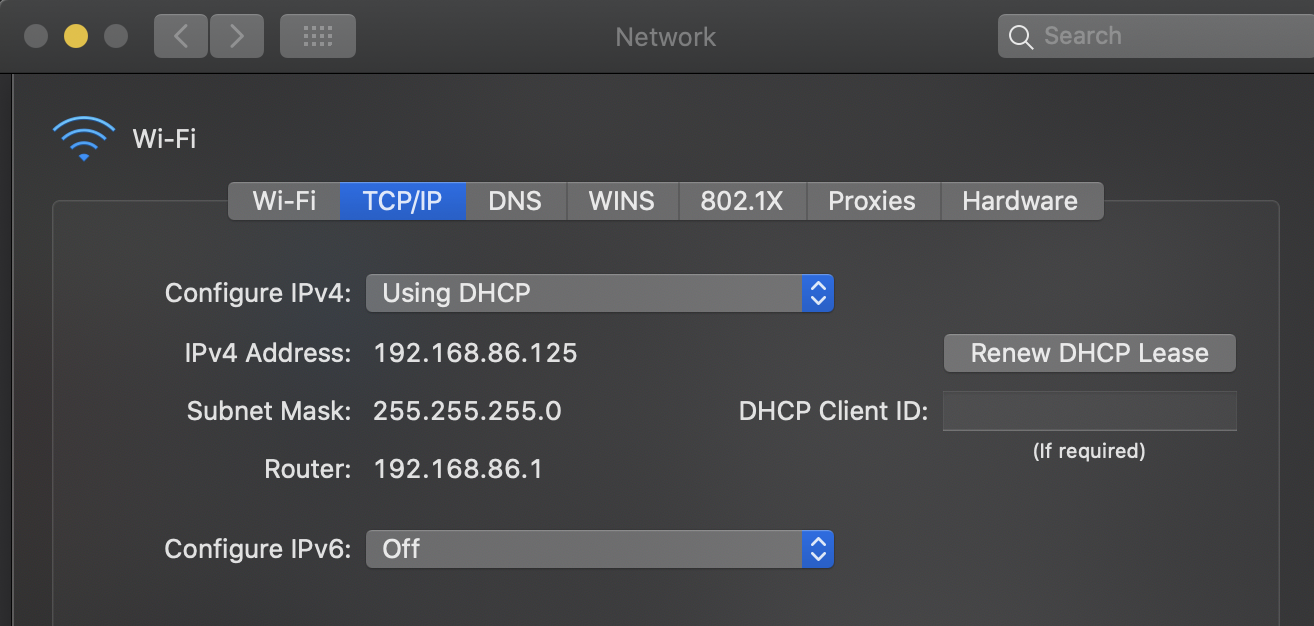 Network
Search
Wi-Fi
Wi-Fi TCP/IP DNS WINS 802.1X Proxies Hardware
Configure IPv4: Using DHCP
IPv4 Address: 192.168.86.125 Renew DHCP Lease
Subnet Mask: 255.255.255.0 DHCP Client ID:
(If required)
Router: 192.168.86.1
Configure IPv6: Off